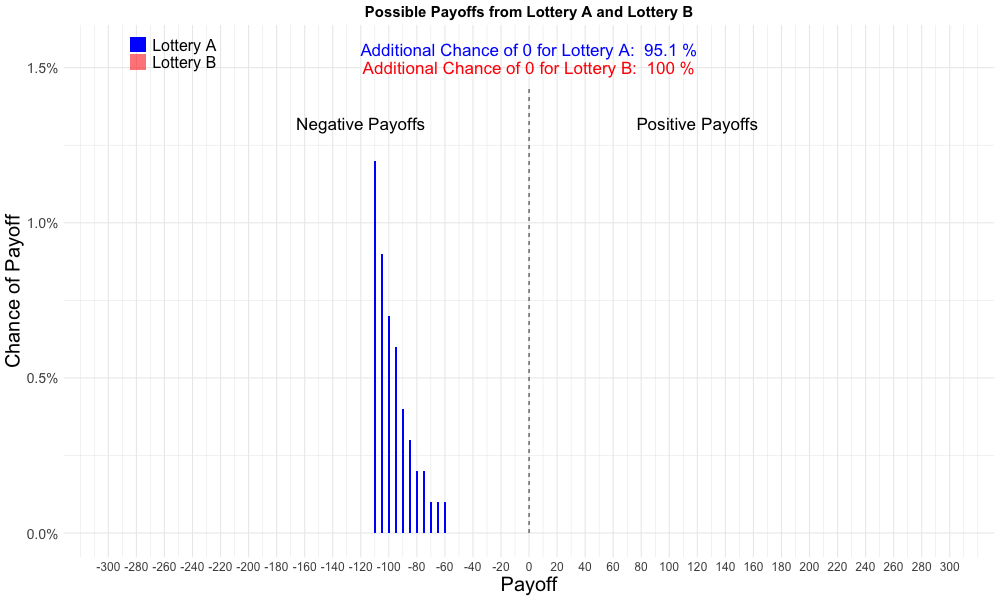 Possible Payoffs from Lottery A and Lottery B
Lottery A
Lottery B
Additional Chance of 0 for Lottery A:  95.1 %
Additional Chance of 0 for Lottery B:  100 %
Negative Payoffs
Positive Payoffs
Chance of Payoff
1.5%
1.0%
0.5%
0.0%
-300 -280 -260 -240 -220 -200 -180 -160 -140 -120 -100 -80 -60 -40 -20 0 20 40 60 80 100 120 140 160 180 200 220 240 260 280 300
Payoff